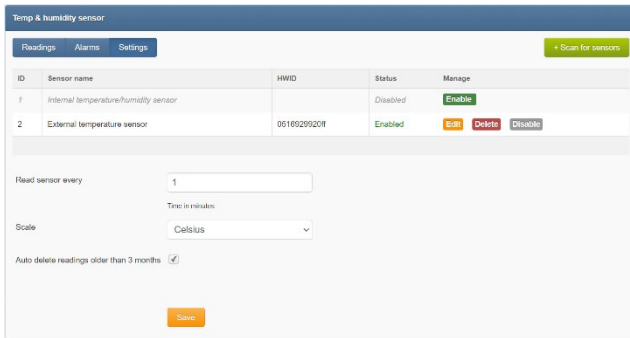 Temp & humidity sensor
Readings Alarms Settings + Scan for sensors
ID Sensor name HWID Status Manage
1 Internal temperature/humidity sensor Disabled Enable
2 External temperature sensor 0616929920ff Enabled Edit Delete Disable
Read sensor every 1
Time in minutes
Scale Celsius
Auto delete readings older than 3 months
Save